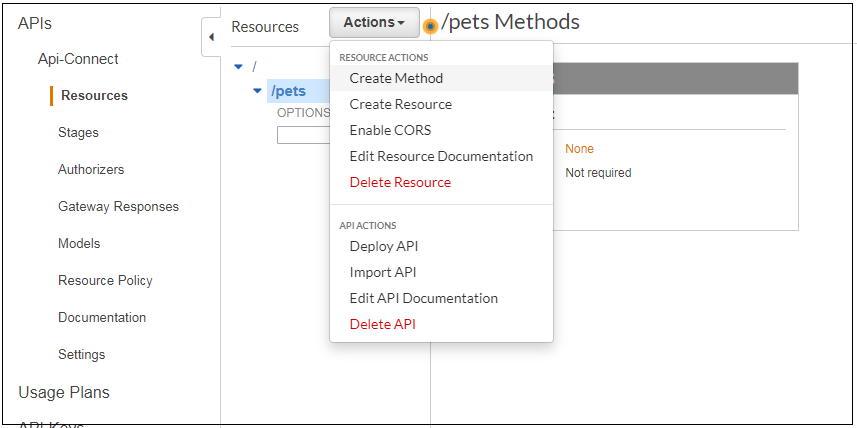 APIs
Api-Connect
Resources
Stages
Authorizers
Gateway Responses
Models
Resource Policy
Documentation
Settings
Usage Plans
API Keys
Resources
Actions
/
/pets
OPTIONS
RESOURCE ACTIONS
Create Method
Create Resource
Enable CORS
Edit Resource Documentation
Delete Resource
API ACTIONS
Deploy API
Import API
Edit API Documentation
Delete API
/pets Methods
None
Not required